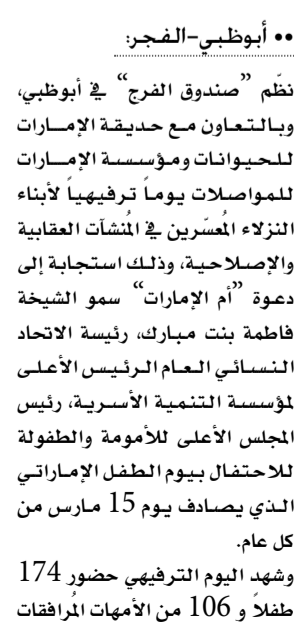 •• أبوظبي-الفجر:
نظّم ”صندوق الفرج“ في أبوظبي،
وبالتعاون مع حديقة الإمارات
للحيوانات ومؤسسة الإمارات
للمواصلات يوماً ترفيهياً لأبناء
النزلاء المُعسّرين في المُنشآت العقابية
والإصلاحية، وذلك استجابة إلى
دعوة ”أم الإمارات“ سمو الشيخة
فاطمة بنت مبارك، رئيسة الاتحاد
النسائي العام الرئيس الأعلى
لمؤسسة التنمية الأسرية، رئيس
المجلس الأعلى للأمومة والطفولة
للاحتفال بيوم الطفل الإماراتي
الذي يصادف يوم 15 مارس من
كل عام.
وشهد اليوم الترفيهي حضور 174
طفلاً و 106 من الأمهات المُرافقات